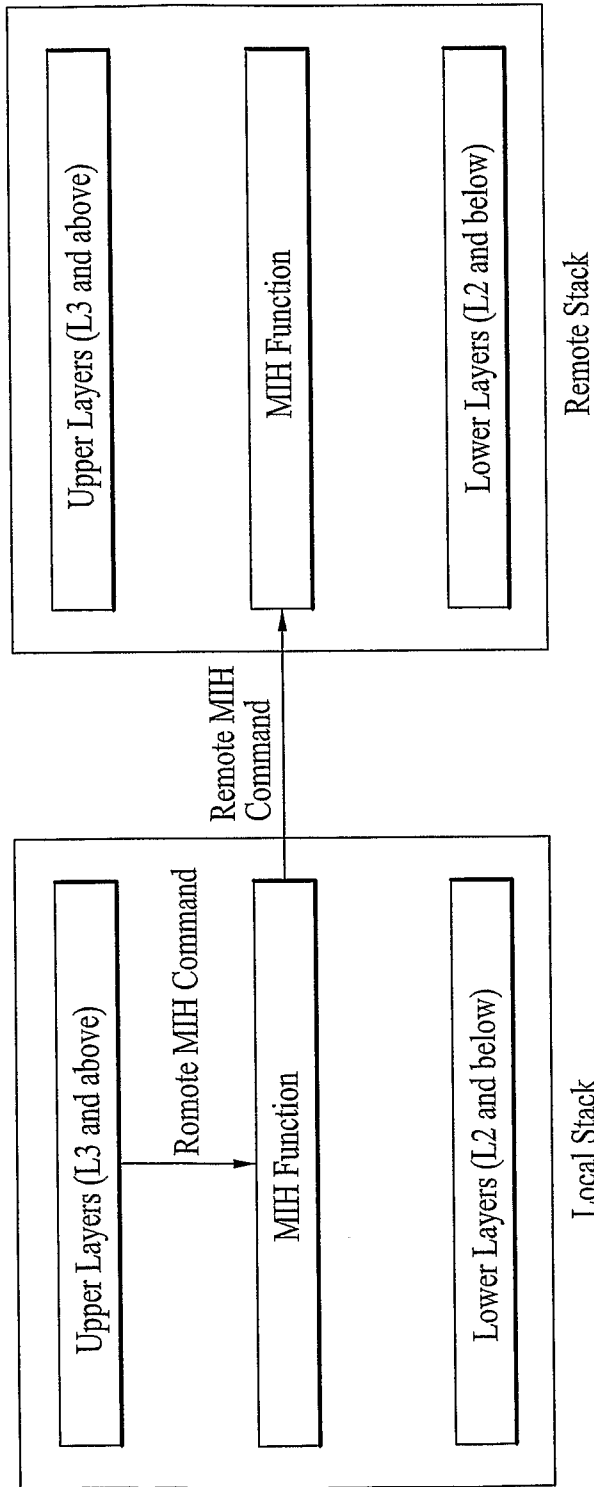 Upper Layers (L3 and above)
Romote MIH Command
MIH Function
Lower Layers (L2 and below)
Local Stack
Remote MIH
Command
Upper Layers (L3 and above)
MIH Function
Lower Layers (L2 and below)
Remote Stack